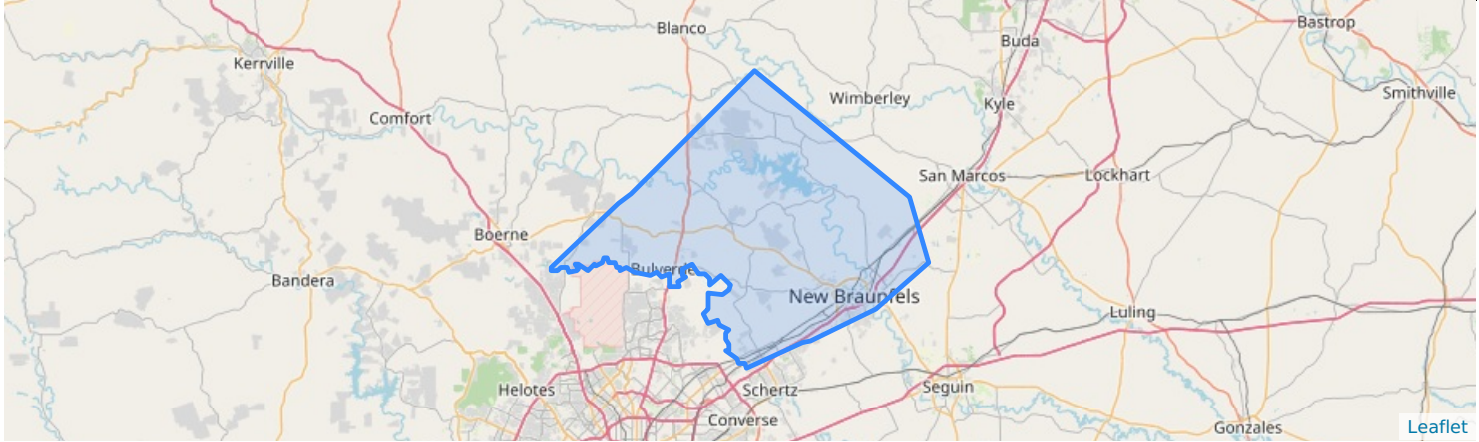 Blanco
Bastrop
Buda
Kerrville
Smithville
Wimberley
Kyle
Comfort
San Marcos
Lockhart
Boerne
Bulverde
Bandera
New Braunfels
Luling
Helotes
Schertz
Seguin
Converse
Gonzales
Leaflet